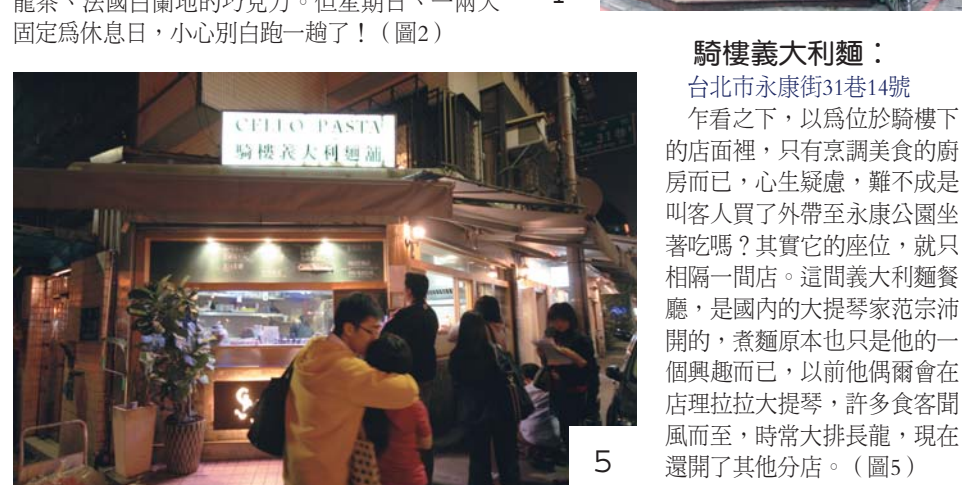 龍茶、法國白蘭地的巧克力。但星期日、一兩天
固定爲休息日，小心別白跑一趟了！（圖2）
CELLO PASTA
騎樓義大利麵舖
5
騎樓義大利麵：
台北市永康街31巷14號
乍看之下，以爲位於騎樓下
的店面裡，只有烹調美食的廚
房而已，心生疑慮，難不成是
叫客人買了外帶至永康公園坐
著吃嗎？其實它的座位，就只
相隔一間店。這間義大利麵餐
廳，是國內的大提琴家范宗沛
開的，煮麵原本也只是他的一
個興趣而已，以前他偶爾會在
店理拉拉大提琴，許多食客聞
風而至，時常大排長龍，現在
還開了其他分店。（圖5）